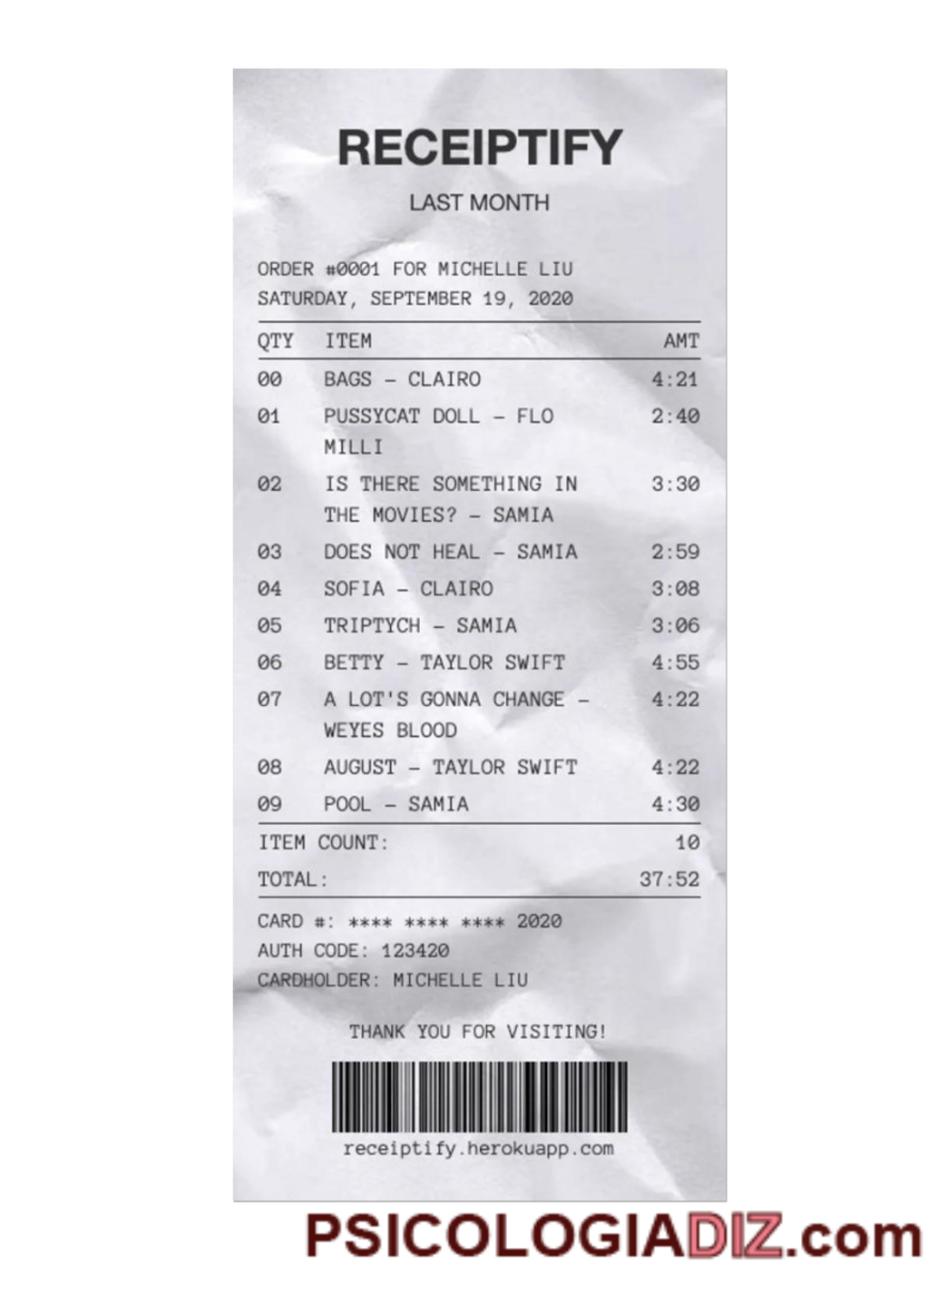 RECEIPTIFY
LAST MONTH
ORDER #0001 FOR MICHELLE LIU
SATURDAY, SEPTEMBER 19, 2020
QTY ITEM AMT
00 BAGS – CLAIRO 4:21
01 PUSSYCAT DOLL – FLO 2:40
MILLI
02 IS THERE SOMETHING IN 3:30
THE MOVIES? – SAMIA
03 DOES NOT HEAL – SAMIA 2:59
04 SOFIA – CLAIRO 3:08
05 TRIPTYCH – SAMIA 3:06
06 BETTY – TAYLOR SWIFT 4:55
07 A LOT'S GONNA CHANGE – 4:22
WEYES BLOOD
08 AUGUST – TAYLOR SWIFT 4:22
09 POOL – SAMIA 4:30
ITEM COUNT: 10
TOTAL: 37:52
CARD #: **** **** **** 2020
AUTH CODE: 123420
CARDHOLDER: MICHELLE LIU
THANK YOU FOR VISITING!
receiptify.herokuapp.com
PSICOLOGIADIZ.com